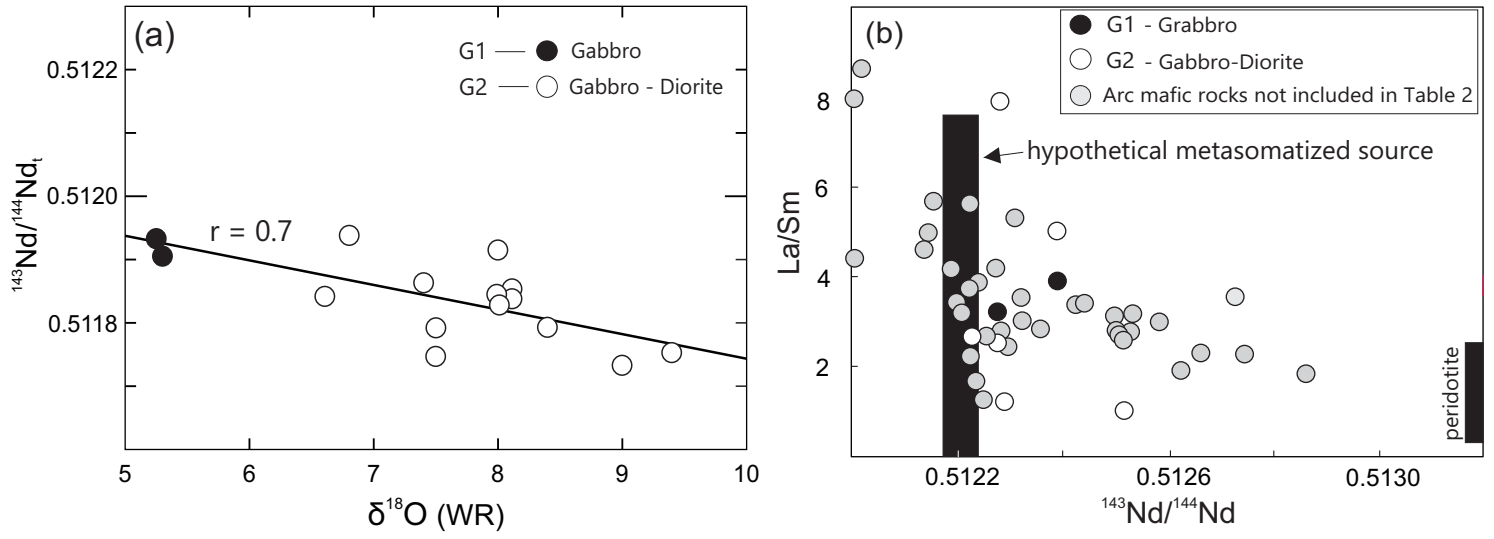 (a)
G1 — Gabbro
G2 — Gabbro - Diorite
0.5122
0.5120
0.5118
¹⁴³Nd/¹⁴⁴Ndₜ
r = 0.7
5 6 7 8 9 10
δ¹⁸O (WR)
(b)
G1 - Grabbro
G2 - Gabbro-Diorite
Arc mafic rocks not included in Table 2
hypothetical metasomatized source
8
6
4
2
La/Sm
peridotite
0.5122 0.5126 0.5130
¹⁴³Nd/¹⁴⁴Nd